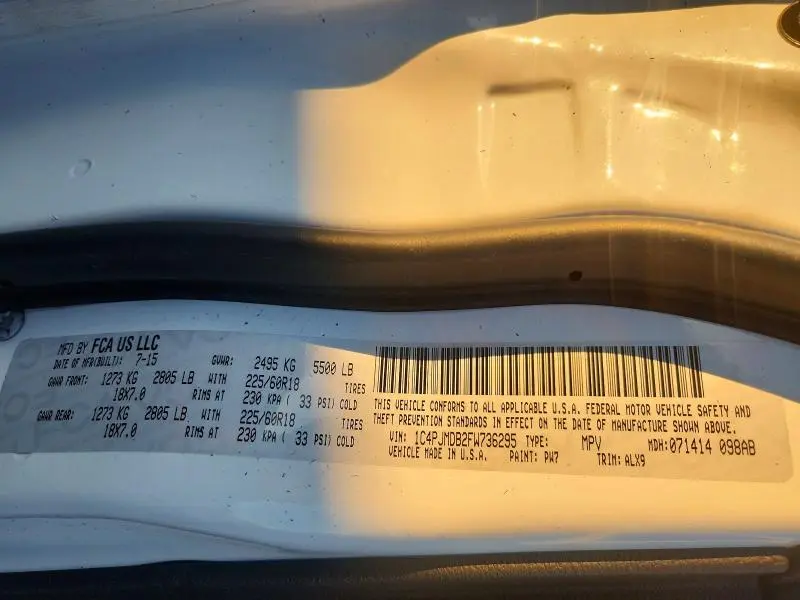 MFD BY FCA US LLC
DATE OF MFR(BUILT): 7-15 GVWR: 2495 KG 5500 LB
GAWR FRONT: 1273 KG 2805 LB WITH 225/60R18 TIRES
18X7.0 RIMS AT 230 KPA ( 33 PSI) COLD
GAWR REAR: 1273 KG 2805 LB WITH 225/60R18 TIRES
18X7.0 RIMS AT 230 KPA ( 33 PSI) COLD
THIS VEHICLE CONFORMS TO ALL APPLICABLE U.S.A. FEDERAL MOTOR VEHICLE SAFETY AND
THEFT PREVENTION STANDARDS IN EFFECT ON THE DATE OF MANUFACTURE SHOWN ABOVE.
VIN: 1C4PJMDB2FW736295 TYPE: MPV MDH: 071414 098AB
VEHICLE MADE IN U.S.A. PAINT: PW7 TRIM: ALX9